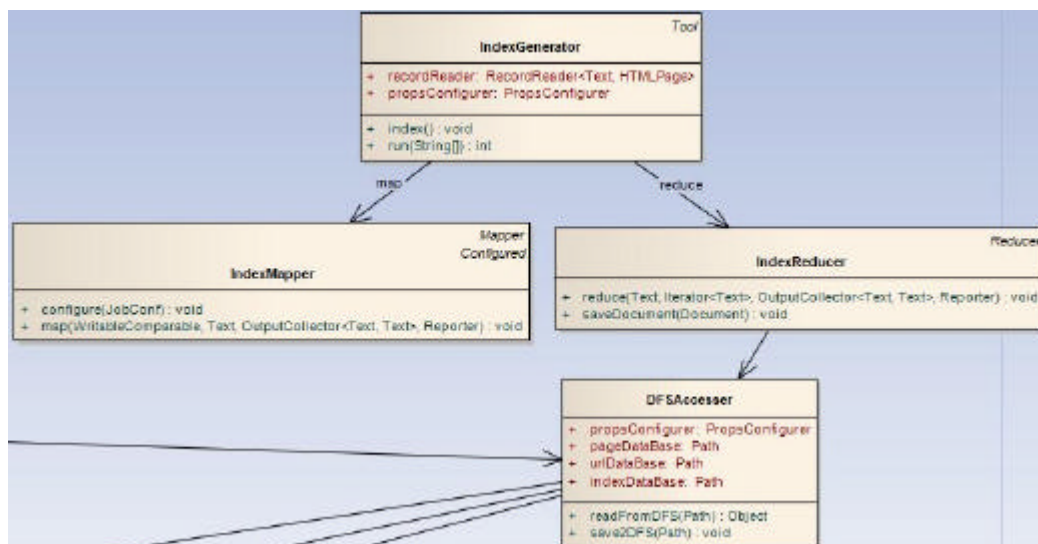 Tool
IndexGenerator
+ recordReader: RecordReader<Text, HTMLPage>
+ propsConfigurer: PropsConfigurer
+ index() : void
+ run(String[]) : int
map
reduce
Mapper
Configured
IndexMapper
+ configure(JobConf) : void
+ map(WritableComparable, Text, OutputCollector<Text, Text>, Reporter) : void
Reducer
IndexReducer
+ reduce(Text, Iterator<Text>, OutputCollector<Text, Text>, Reporter) : void
+ saveDocument(Document) : void
DFSAccesser
+ propsConfigurer: PropsConfigurer
+ pageDataBase: Path
+ urlDataBase: Path
+ indexDataBase: Path
+ readFromDFS(Path) : Object
+ save2DFS(Path) : void